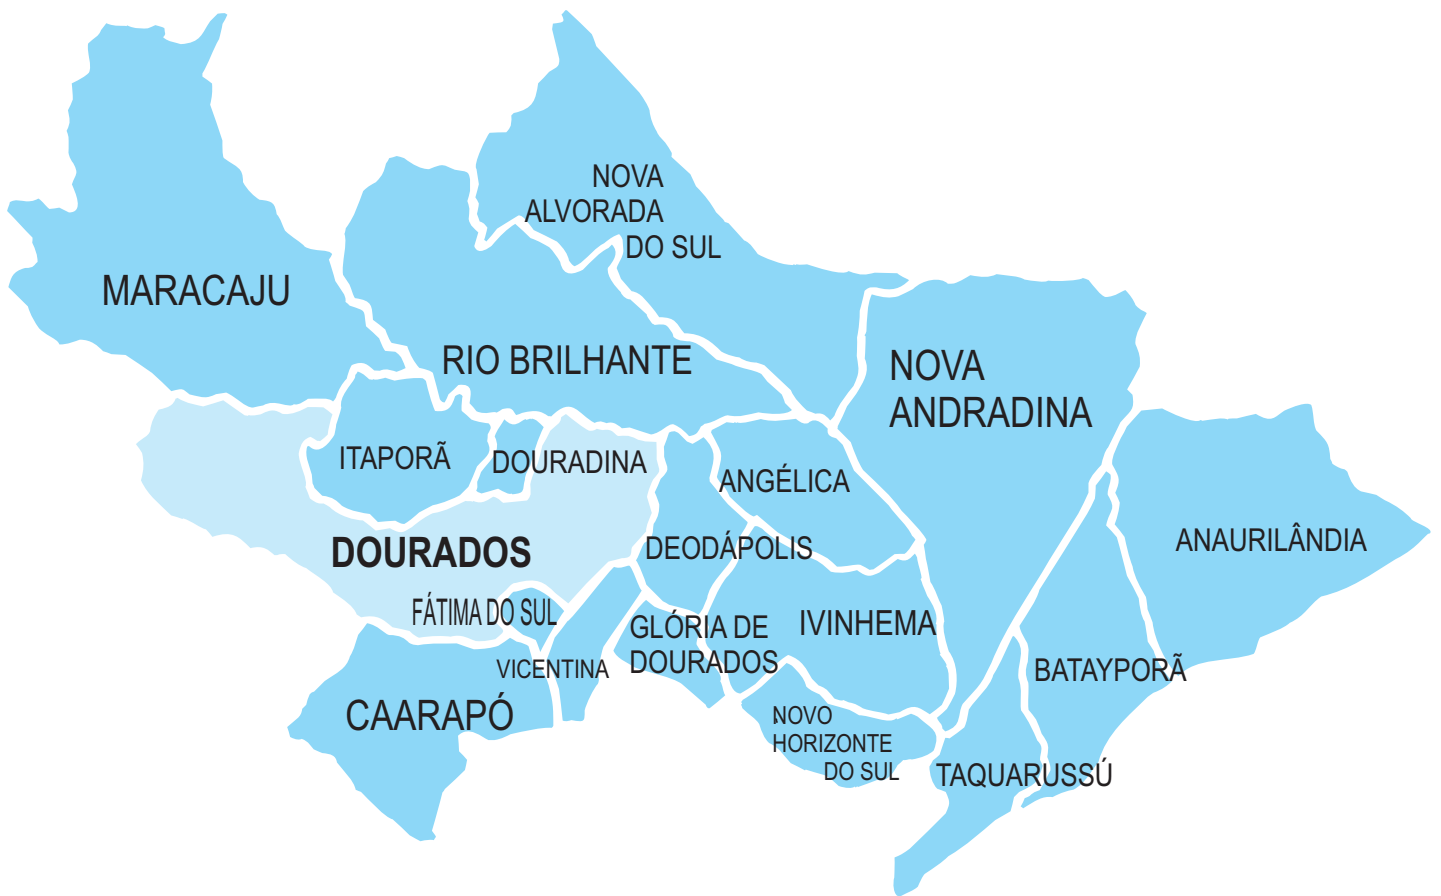 NOVA
ALVORADA
DO SUL
MARACAJU
RIO BRILHANTE
NOVA
ANDRADINA
ITAPORÃ
DOURADINA
ANGÉLICA
DOURADOS
DEODÁPOLIS
ANAURILÂNDIA
FÁTIMA DO SUL
GLÓRIA DE
DOURADOS
IVINHEMA
VICENTINA
BATAYPORÃ
CAARAPÓ
NOVO
HORIZONTE
DO SUL
TAQUARUSSÚ